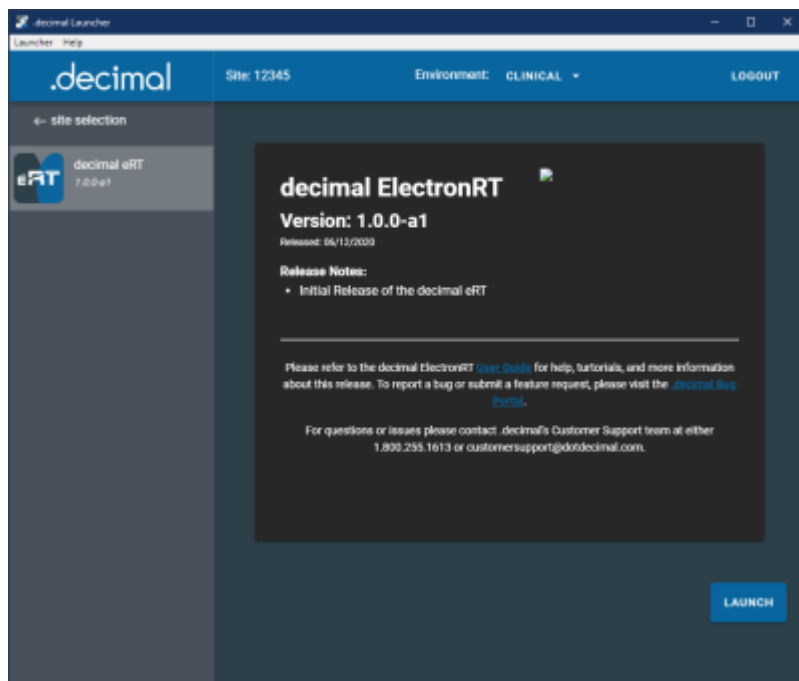 .decimal Launcher
Launcher Help
.decimal
Site: 12345
Environment: CLINICAL
LOGOUT
← site selection
eRT
decimal eRT
1.0.0-a1
decimal ElectronRT
Version: 1.0.0-a1
Released: 06/12/2020
Release Notes:
• Initial Release of the decimal eRT
Please refer to the decimal ElectronRT User Guide for help, turtorials, and more information
about this release. To report a bug or submit a feature request, please visit the .decimal Bug
Portal.
For questions or issues please contact .decimal's Customer Support team at either
1.800.255.1613 or customersupport@dotdecimal.com.
LAUNCH